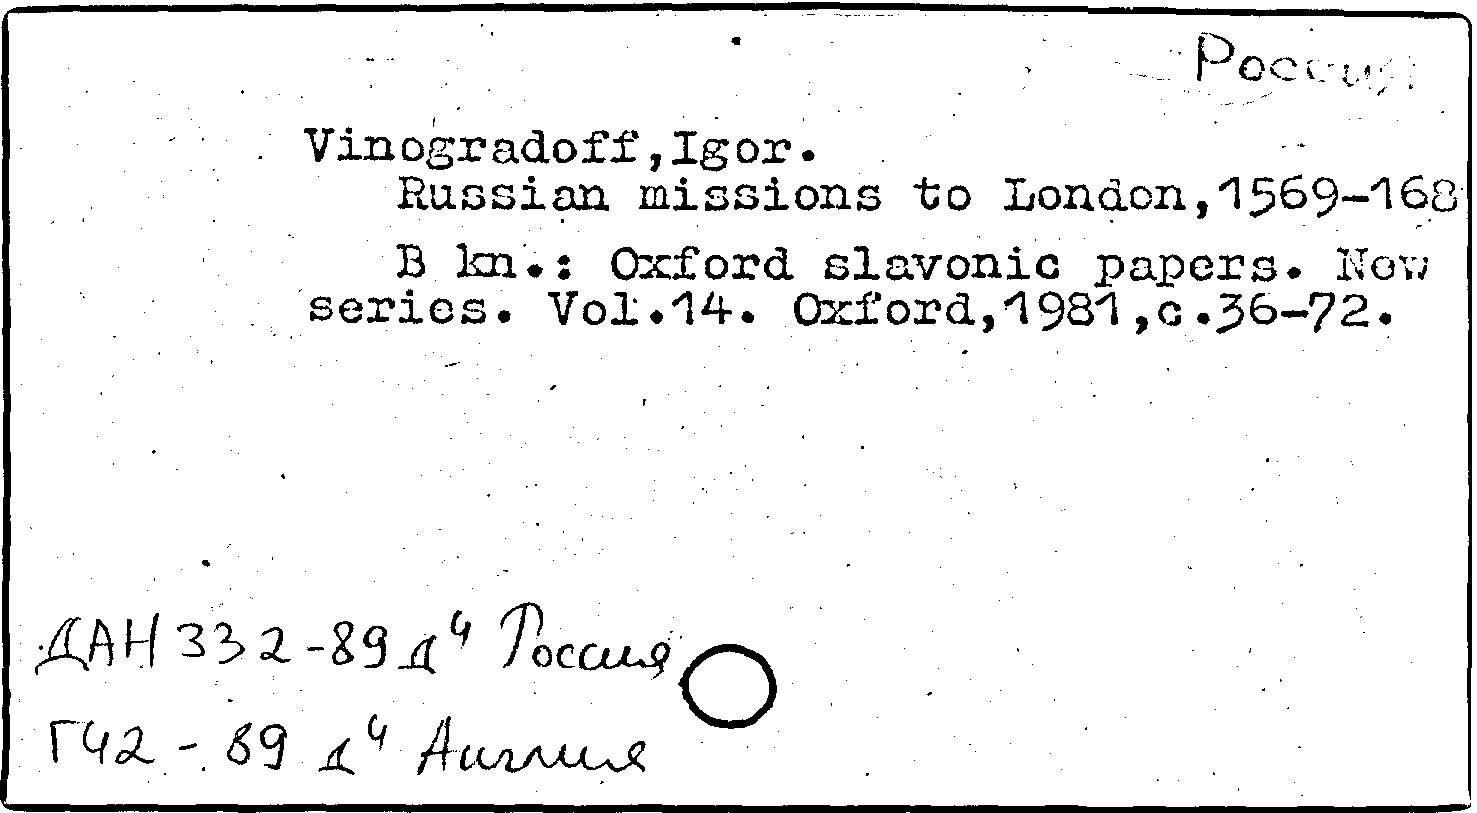 Россия
Vinogradoff,Igor.
Russian missions to London,1569-168
B kn.: Oxford slavonic papers. New
series. Vol.14. Oxford,1981,c.36-72.
ДАН 332-89 д⁴ Россия
Г42-89 д⁴ Англия